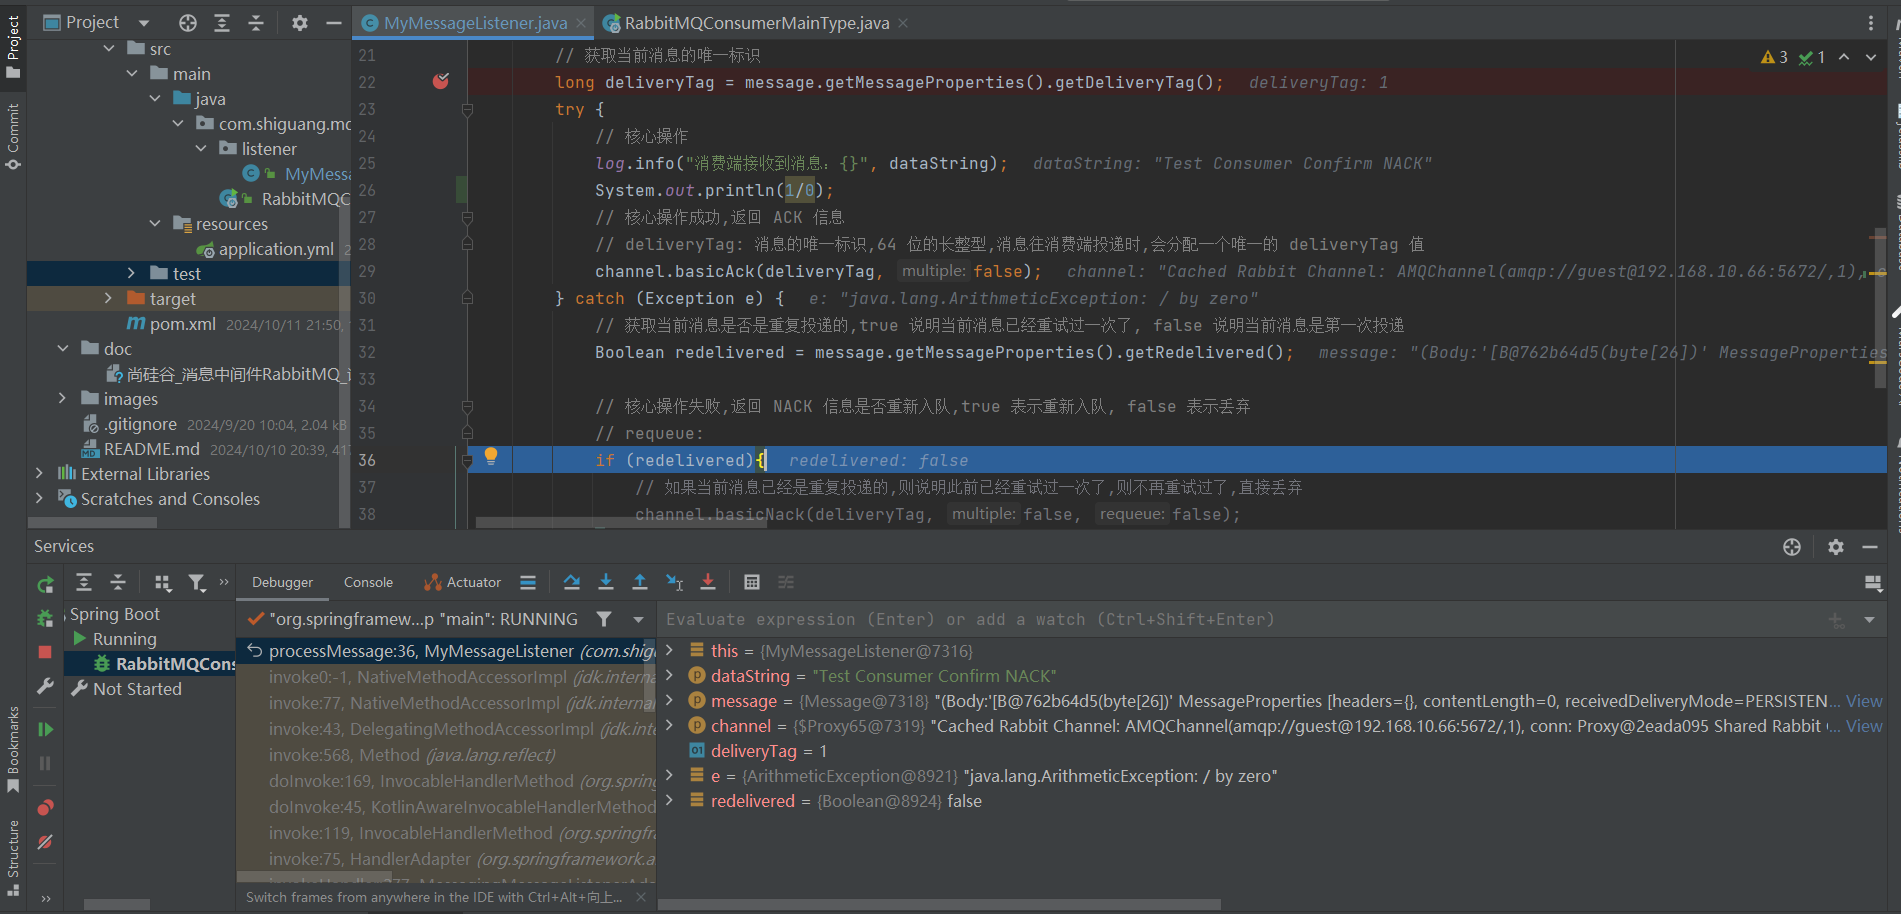 Project
MyMessageListener.java
RabbitMQConsumerMainType.java
Project
Commit
Bookmarks
Structure
src
main
java
com.shiguang.mq
listener
MyMessa
RabbitMQC
resources
application.yml
test
target
pom.xml 2024/10/11 21:50,
doc
尚硅谷_消息中间件RabbitMQ_
images
.gitignore 2024/9/20 10:04, 2.04 kB
README.md 2024/10/10 20:39, 41
External Libraries
Scratches and Consoles
3 1
21 // 获取当前消息的唯一标识
22 long deliveryTag = message.getMessageProperties().getDeliveryTag(); deliveryTag: 1
23 try {
24 // 核心操作
25 log.info("消费端接收到消息：{}", dataString); dataString: "Test Consumer Confirm NACK"
26 System.out.println(1/0);
27 // 核心操作成功,返回 ACK 信息
28 // deliveryTag: 消息的唯一标识,64 位的长整型,消息往消费端投递时,会分配一个唯一的 deliveryTag 值
29 channel.basicAck(deliveryTag, multiple: false); channel: "Cached Rabbit Channel: AMQChannel(amqp://guest@192.168.10.66:5672/,1), c
30 } catch (Exception e) { e: "java.lang.ArithmeticException: / by zero"
31 // 获取当前消息是否是重复投递的,true 说明当前消息已经重试过一次了, false 说明当前消息是第一次投递
32 Boolean redelivered = message.getMessageProperties().getRedelivered(); message: "(Body:'[B@762b64d5(byte[26])' MessageProperties
33
34 // 核心操作失败,返回 NACK 信息是否重新入队,true 表示重新入队, false 表示丢弃
35 // requeue:
36 if (redelivered){ redelivered: false
37 // 如果当前消息已经是重复投递的,则说明此前已经重试过一次了,则不再重试过了,直接丢弃
38 channel.basicNack(deliveryTag, multiple: false, requeue: false);
Services
Debugger Console Actuator
Spring Boot
Running
RabbitMQCons
Not Started
"org.springframew...p "main": RUNNING
processMessage:36, MyMessageListener (com.shigu
invoke0:-1, NativeMethodAccessorImpl (jdk.interna
invoke:77, NativeMethodAccessorImpl (jdk.internal
invoke:43, DelegatingMethodAccessorImpl (jdk.inte
invoke:568, Method (java.lang.reflect)
doInvoke:169, InvocableHandlerMethod (org.spring
doInvoke:45, KotlinAwareInvocableHandlerMethod
invoke:119, InvocableHandlerMethod (org.springfra
invoke:75, HandlerAdapter (org.springframework.a
Switch frames from anywhere in the IDE with Ctrl+Alt+向上...
Evaluate expression (Enter) or add a watch (Ctrl+Shift+Enter)
this = {MyMessageListener@7316}
dataString = "Test Consumer Confirm NACK"
message = {Message@7318} "(Body:'[B@762b64d5(byte[26])' MessageProperties [headers={}, contentLength=0, receivedDeliveryMode=PERSISTEN... View
channel = {$Proxy65@7319} "Cached Rabbit Channel: AMQChannel(amqp://guest@192.168.10.66:5672/,1), conn: Proxy@2eada095 Shared Rabbit C... View
deliveryTag = 1
e = {ArithmeticException@8921} "java.lang.ArithmeticException: / by zero"
redelivered = {Boolean@8924} false